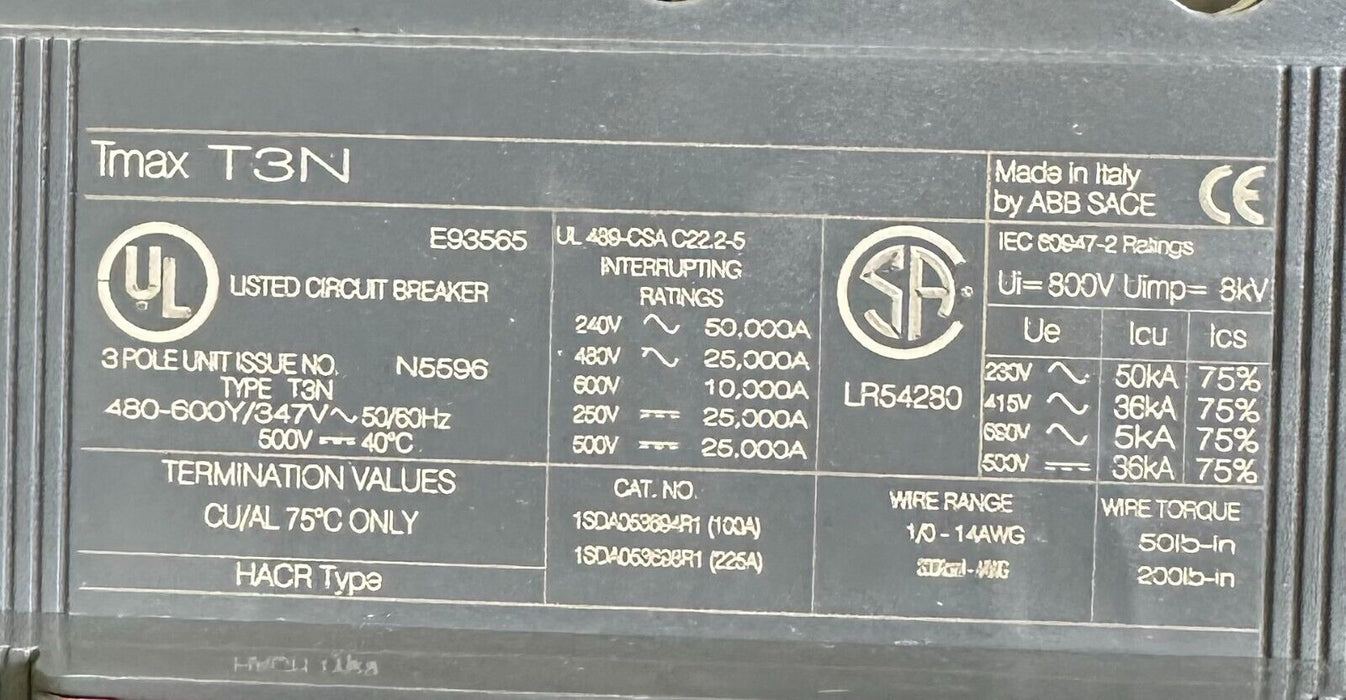 Tmax T3N
Made in Italy
by ABB SACE
CE
UL
E93565
LISTED CIRCUIT BREAKER
3 POLE UNIT ISSUE NO. N5596
TYPE T3N
480-600Y/347V ~ 50/60Hz
500V ⎓ 40°C
UL 489-CSA C22.2-5
INTERRUPTING
RATINGS
240V ~ 50,000A
480V ~ 25,000A
600V 10,000A
250V ⎓ 25,000A
500V ⎓ 25,000A
SA
LR54280
IEC 60947-2 Ratings
Ui= 800V Uimp= 8kV
Ue Icu Ics
230V ~ 50kA 75%
415V ~ 36kA 75%
690V ~ 5kA 75%
500V ⎓ 36kA 75%
TERMINATION VALUES
CU/AL 75°C ONLY
HACR Type
CAT. NO.
1SDA053694R1 (100A)
1SDA053698R1 (225A)
WIRE RANGE
1/0 - 14AWG
WIRE TORQUE
50lb-in
200lb-in